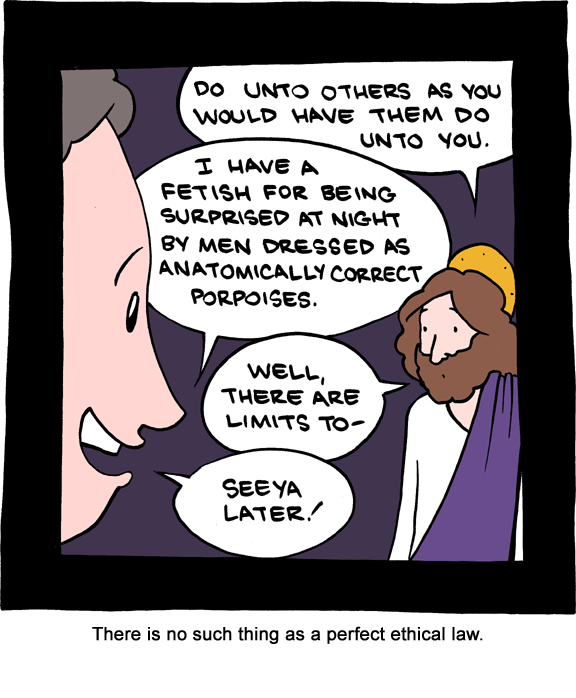 DO UNTO OTHERS AS YOU
WOULD HAVE THEM DO
UNTO YOU.
I HAVE A
FETISH FOR BEING
SURPRISED AT NIGHT
BY MEN DRESSED AS
ANATOMICALLY CORRECT
PORPOISES.
WELL,
THERE ARE
LIMITS TO-
SEEYA
LATER!
There is no such thing as a perfect ethical law.